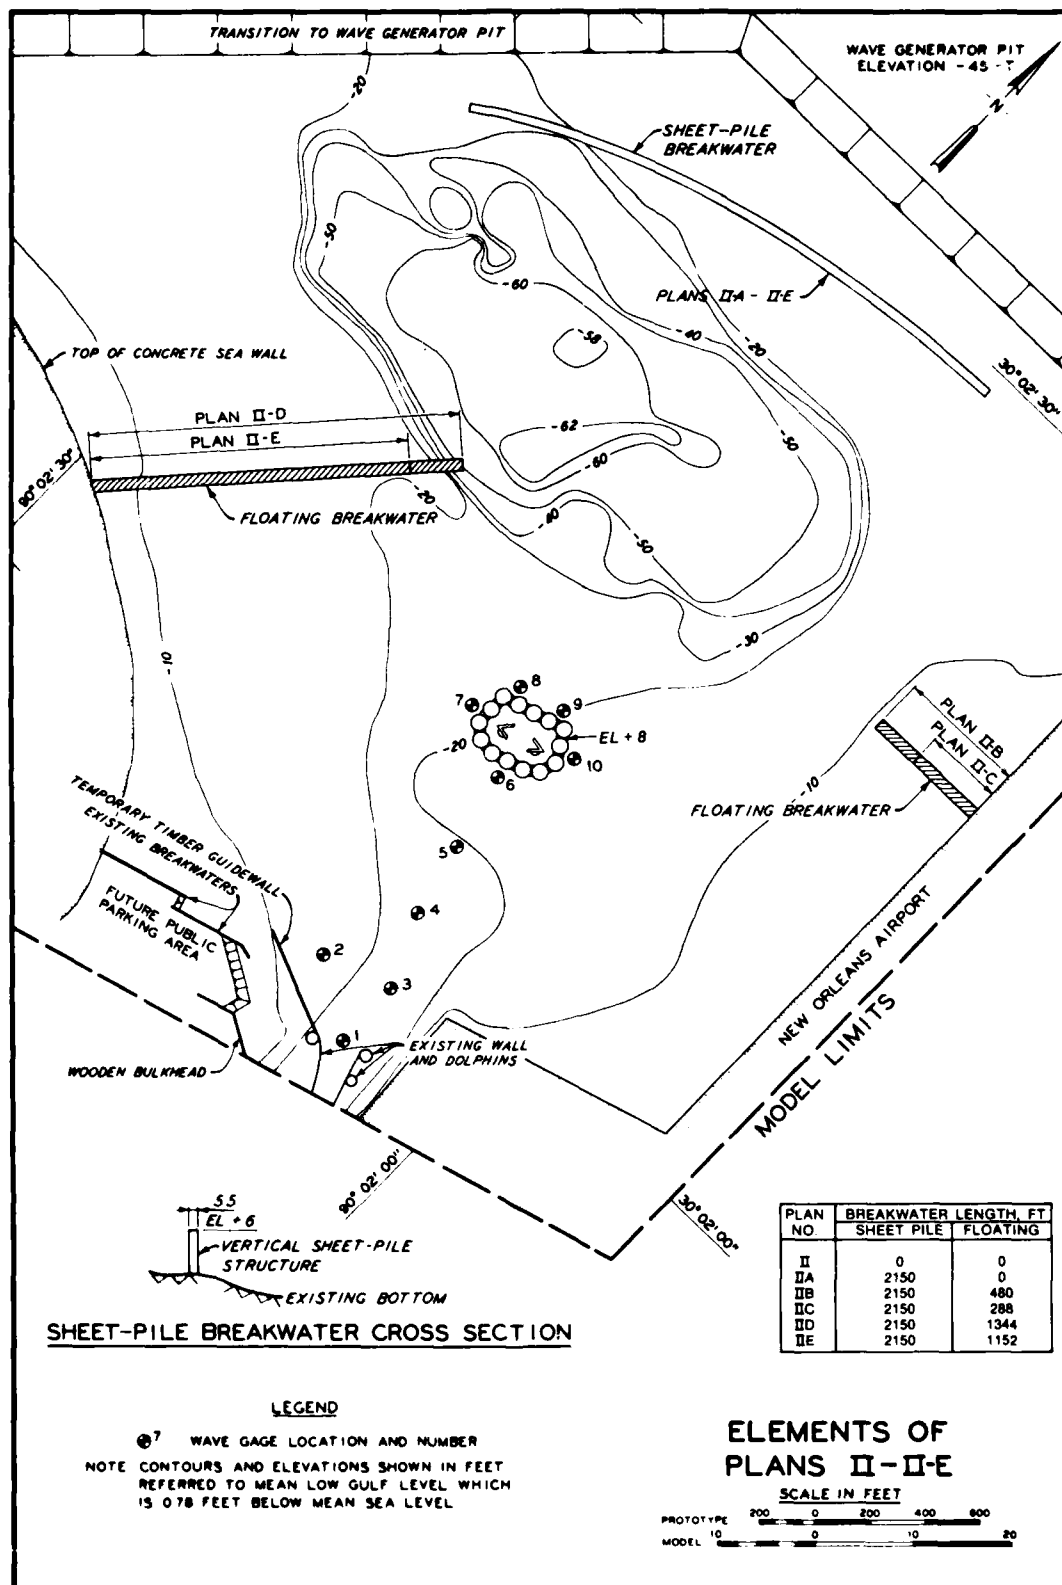 TRANSITION TO WAVE GENERATOR PIT
WAVE GENERATOR PIT
ELEVATION -45
N
-20
SHEET-PILE
BREAKWATER
-50
-60
PLANS II-A - II-E
-58
-40
-20
30° 02' 30"
TOP OF CONCRETE SEA WALL
PLAN II-D
PLAN II-E
-62
-60
-50
90° 02' 30"
-20
FLOATING BREAKWATER
-50
-30
-10
7
8
9
EL + 8
-20
10
6
PLAN II-B
PLAN II-C
-10
FLOATING BREAKWATER
TEMPORARY TIMBER GUIDEWALL
EXISTING BREAKWATERS
5
FUTURE PUBLIC
PARKING AREA
4
2
3
1
EXISTING WALL
AND DOLPHINS
NEW ORLEANS AIRPORT
MODEL LIMITS
WOODEN BULKHEAD
90° 02' 00"
30° 02' 00"
5.5
EL + 6
VERTICAL SHEET-PILE
STRUCTURE
EXISTING BOTTOM
SHEET-PILE BREAKWATER CROSS SECTION
PLAN NO. BREAKWATER LENGTH, FT
SHEET PILE FLOATING
II 0 0
IIA 2150 0
IIB 2150 480
IIC 2150 288
IID 2150 1344
IIE 2150 1152
LEGEND
7 WAVE GAGE LOCATION AND NUMBER
NOTE CONTOURS AND ELEVATIONS SHOWN IN FEET
REFERRED TO MEAN LOW GULF LEVEL WHICH
IS 0.78 FEET BELOW MEAN SEA LEVEL
ELEMENTS OF
PLANS II-II-E
SCALE IN FEET
PROTOTYPE 200 0 200 400 600
MODEL 10 0 10 20